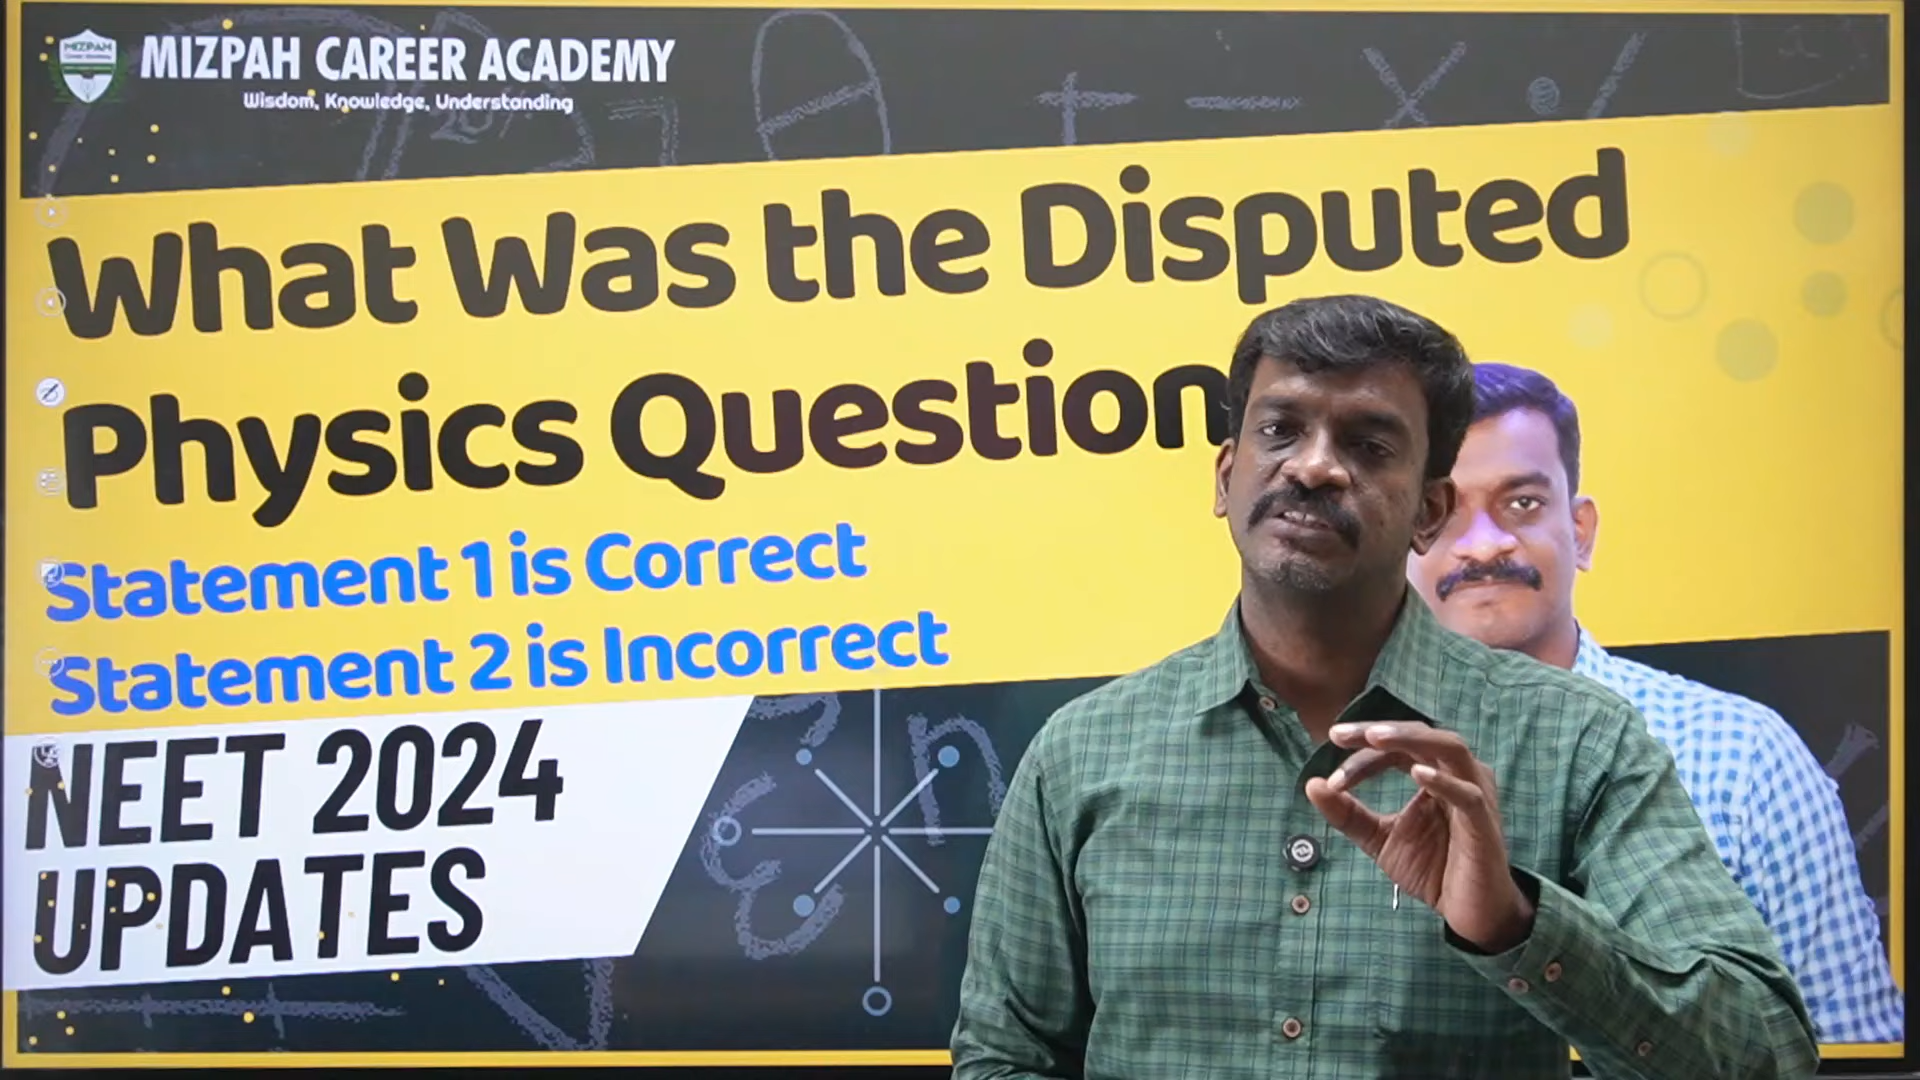 MIZPAH
MIZPAH CAREER ACADEMY
Wisdom, Knowledge, Understanding
What Was the Disputed
Physics Question
Statement 1 is Correct
Statement 2 is Incorrect
NEET 2024
UPDATES